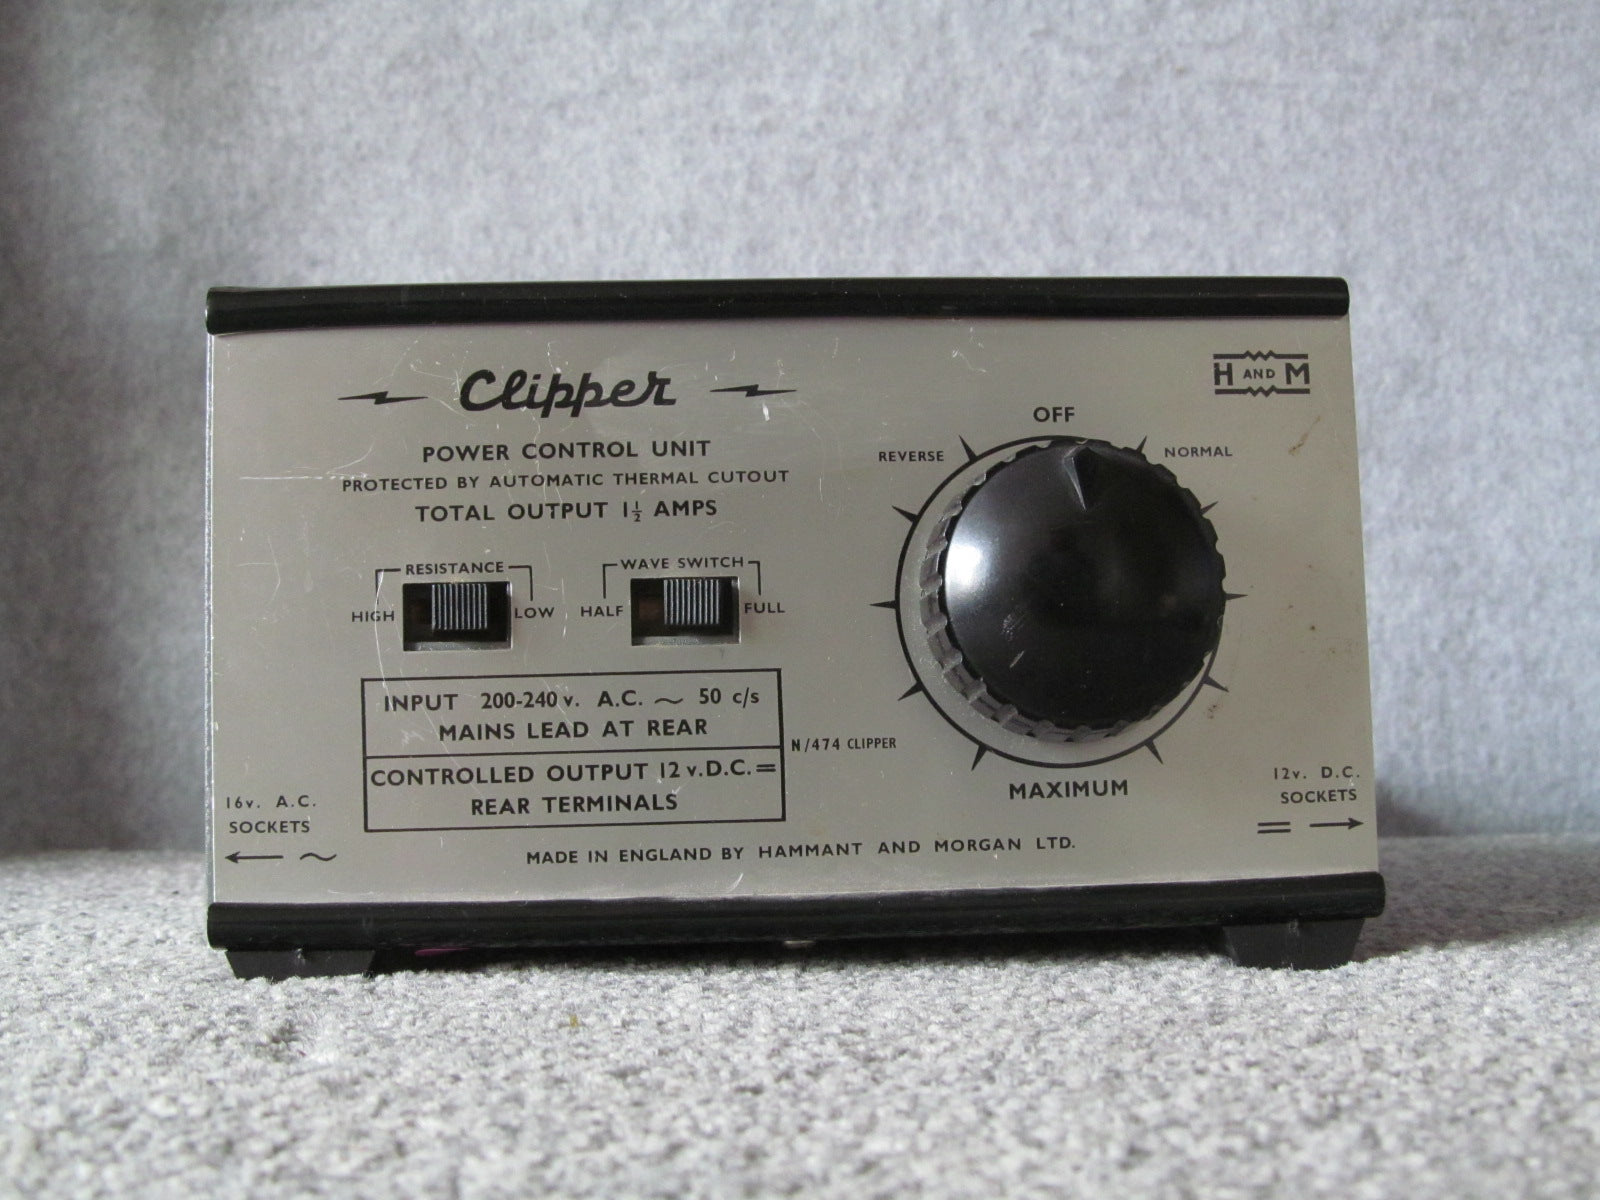 Clipper
POWER CONTROL UNIT
PROTECTED BY AUTOMATIC THERMAL CUTOUT
TOTAL OUTPUT 1½ AMPS
H AND M
OFF
REVERSE
NORMAL
MAXIMUM
RESISTANCE
HIGH
LOW
WAVE SWITCH
HALF
FULL
INPUT 200-240 v. A.C. ~ 50 c/s
MAINS LEAD AT REAR
CONTROLLED OUTPUT 12 v. D.C. =
REAR TERMINALS
N/474 CLIPPER
16v. A.C.
SOCKETS
← ~
12v. D.C.
SOCKETS
= →
MADE IN ENGLAND BY HAMMANT AND MORGAN LTD.